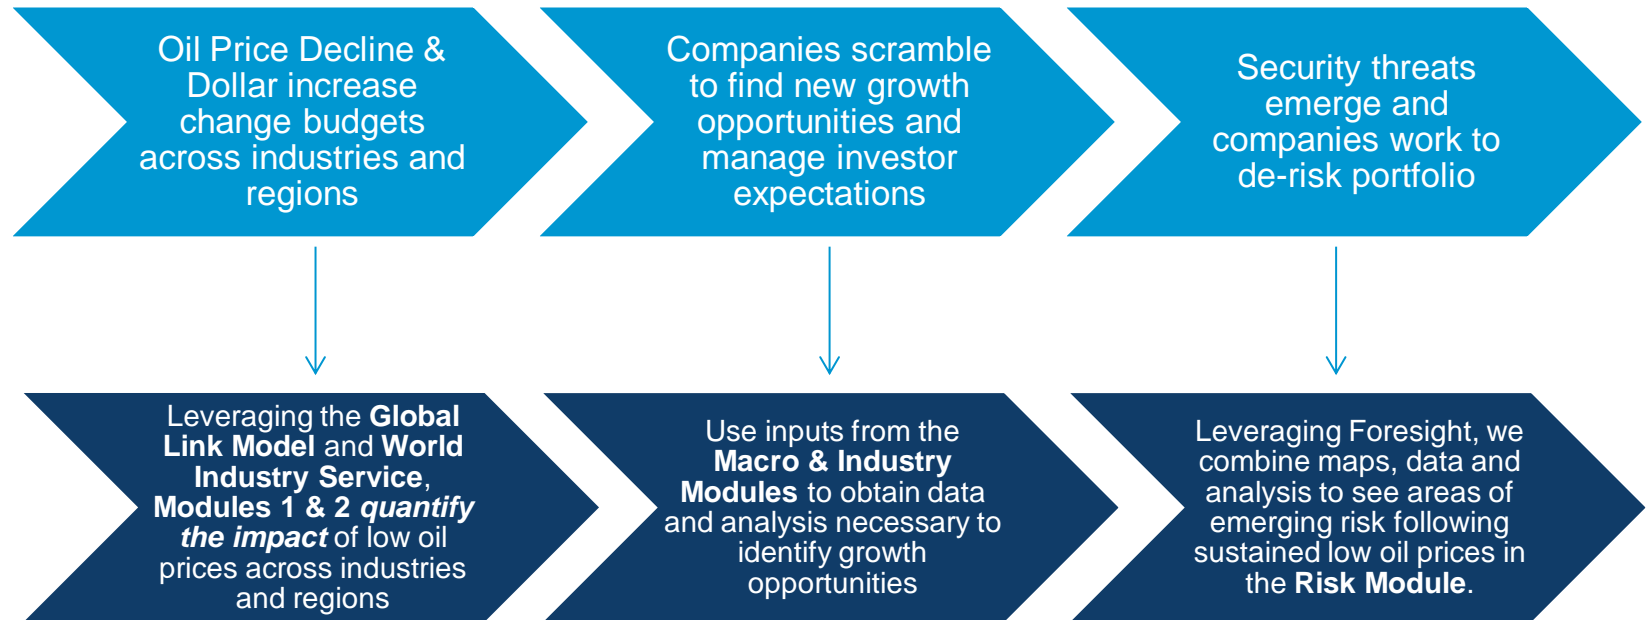 Oil Price Decline &
Dollar increase
change budgets
across industries and
regions
Companies scramble
to find new growth
opportunities and
manage investor
expectations
Security threats
emerge and
companies work to
de-risk portfolio
Leveraging the Global
Link Model and World
Industry Service,
Modules 1 & 2 quantify
the impact of low oil
prices across industries
and regions
Use inputs from the
Macro & Industry
Modules to obtain data
and analysis necessary to
identify growth
opportunities
Leveraging Foresight, we
combine maps, data and
analysis to see areas of
emerging risk following
sustained low oil prices in
the Risk Module.